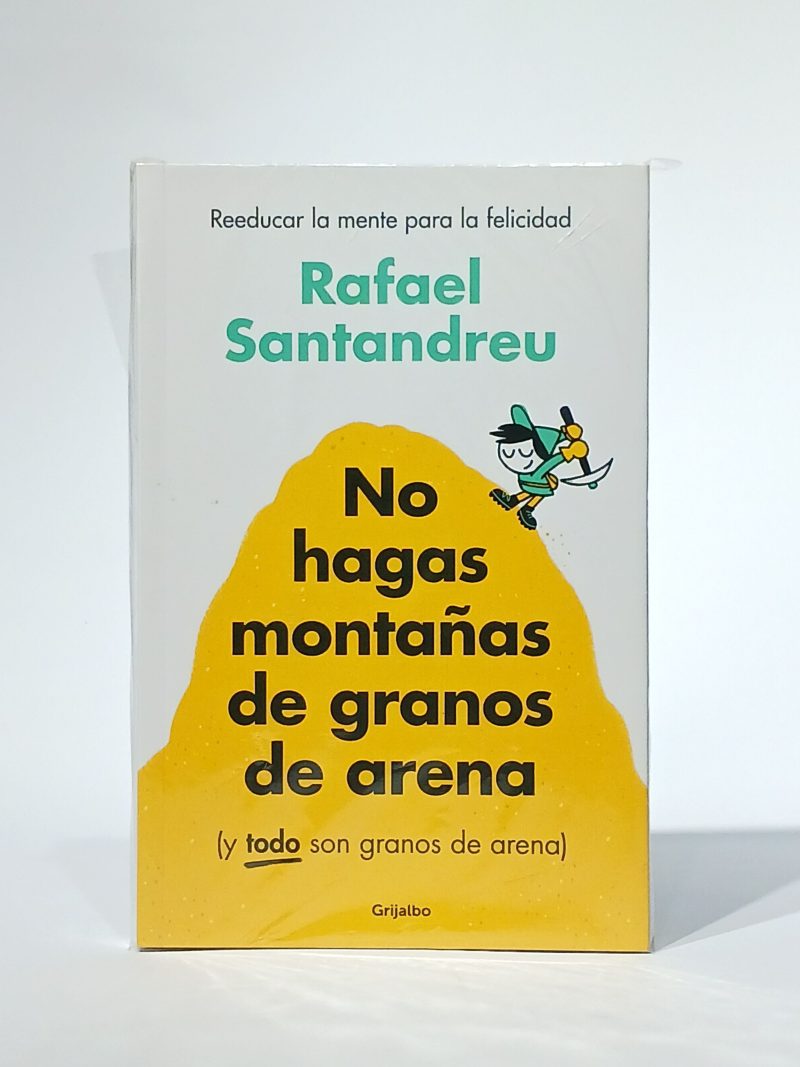 Reeducar la mente para la felicidad
Rafael
Santandreu
No
hagas
montañas
de granos
de arena
(y todo son granos de arena)
Grijalbo